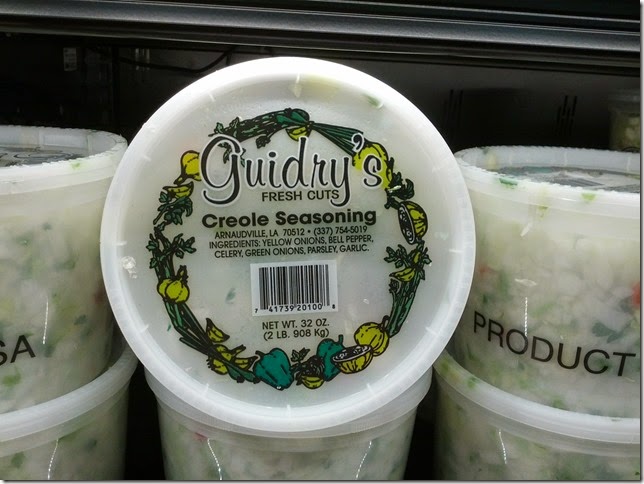 Guidry's
FRESH CUTS
Creole Seasoning
ARNAUDVILLE, LA 70512 • (337) 754-5019
INGREDIENTS: YELLOW ONIONS, BELL PEPPER,
CELERY, GREEN ONIONS, PARSLEY, GARLIC.
7 41739 20100 8
NET WT. 32 OZ.
(2 LB. 908 Kg)
SA
PRODUCT